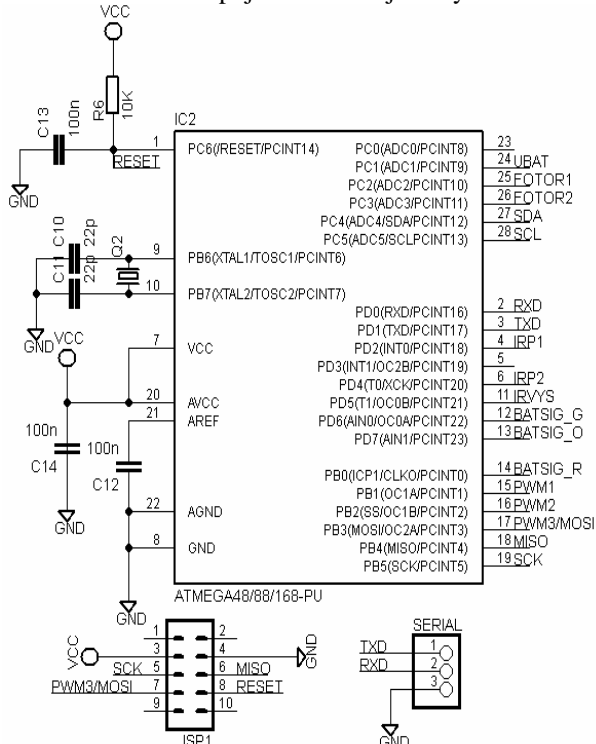 VCC
R6
10K
C13
100n
IC2
1
RESET
GND
PC6(/RESET/PCINT14)
PC0(ADC0/PCINT8) 23
PC1(ADC1/PCINT9) 24 UBAT
PC2(ADC2/PCINT10) 25 FOTOR1
PC3(ADC3/PCINT11) 26 FOTOR2
PC4(ADC4/SDA/PCINT12) 27 SDA
PC5(ADC5/SCLPCINT13) 28 SCL
C10
22p
C11
22p
Q2
9 PB6(XTAL1/TOSC1/PCINT6)
10 PB7(XTAL2/TOSC2/PCINT7)
GND
VCC
PD0(RXD/PCINT16) 2 RXD
PD1(TXD/PCINT17) 3 TXD
PD2(INT0/PCINT18) 4 IRP1
PD3(INT1/OC2B/PCINT19) 5
PD4(T0/XCK/PCINT20) 6 IRP2
PD5(T1/OC0B/PCINT21) 11 IRVYS
PD6(AIN0/OC0A/PCINT22) 12 BATSIG_G
PD7(AIN1/PCINT23) 13 BATSIG_O
7 VCC
20 AVCC
21 AREF
100n
C14
100n
C12
GND
22 AGND
8 GND
PB0(ICP1/CLKO/PCINT0) 14 BATSIG_R
PB1(OC1A/PCINT1) 15 PWM1
PB2(SS/OC1B/PCINT2) 16 PWM2
PB3(MOSI/OC2A/PCINT3) 17 PWM3/MOSI
PB4(MISO/PCINT4) 18 MISO
PB5(SCK/PCINT5) 19 SCK
ATMEGA48/88/168-PU
GND
1 2
VCC 3 4 GND
SCK 5 6 MISO
PWM3/MOSI 7 8 RESET
9 10
ISP1
SERIAL
TXD 1
RXD 2
3
GND